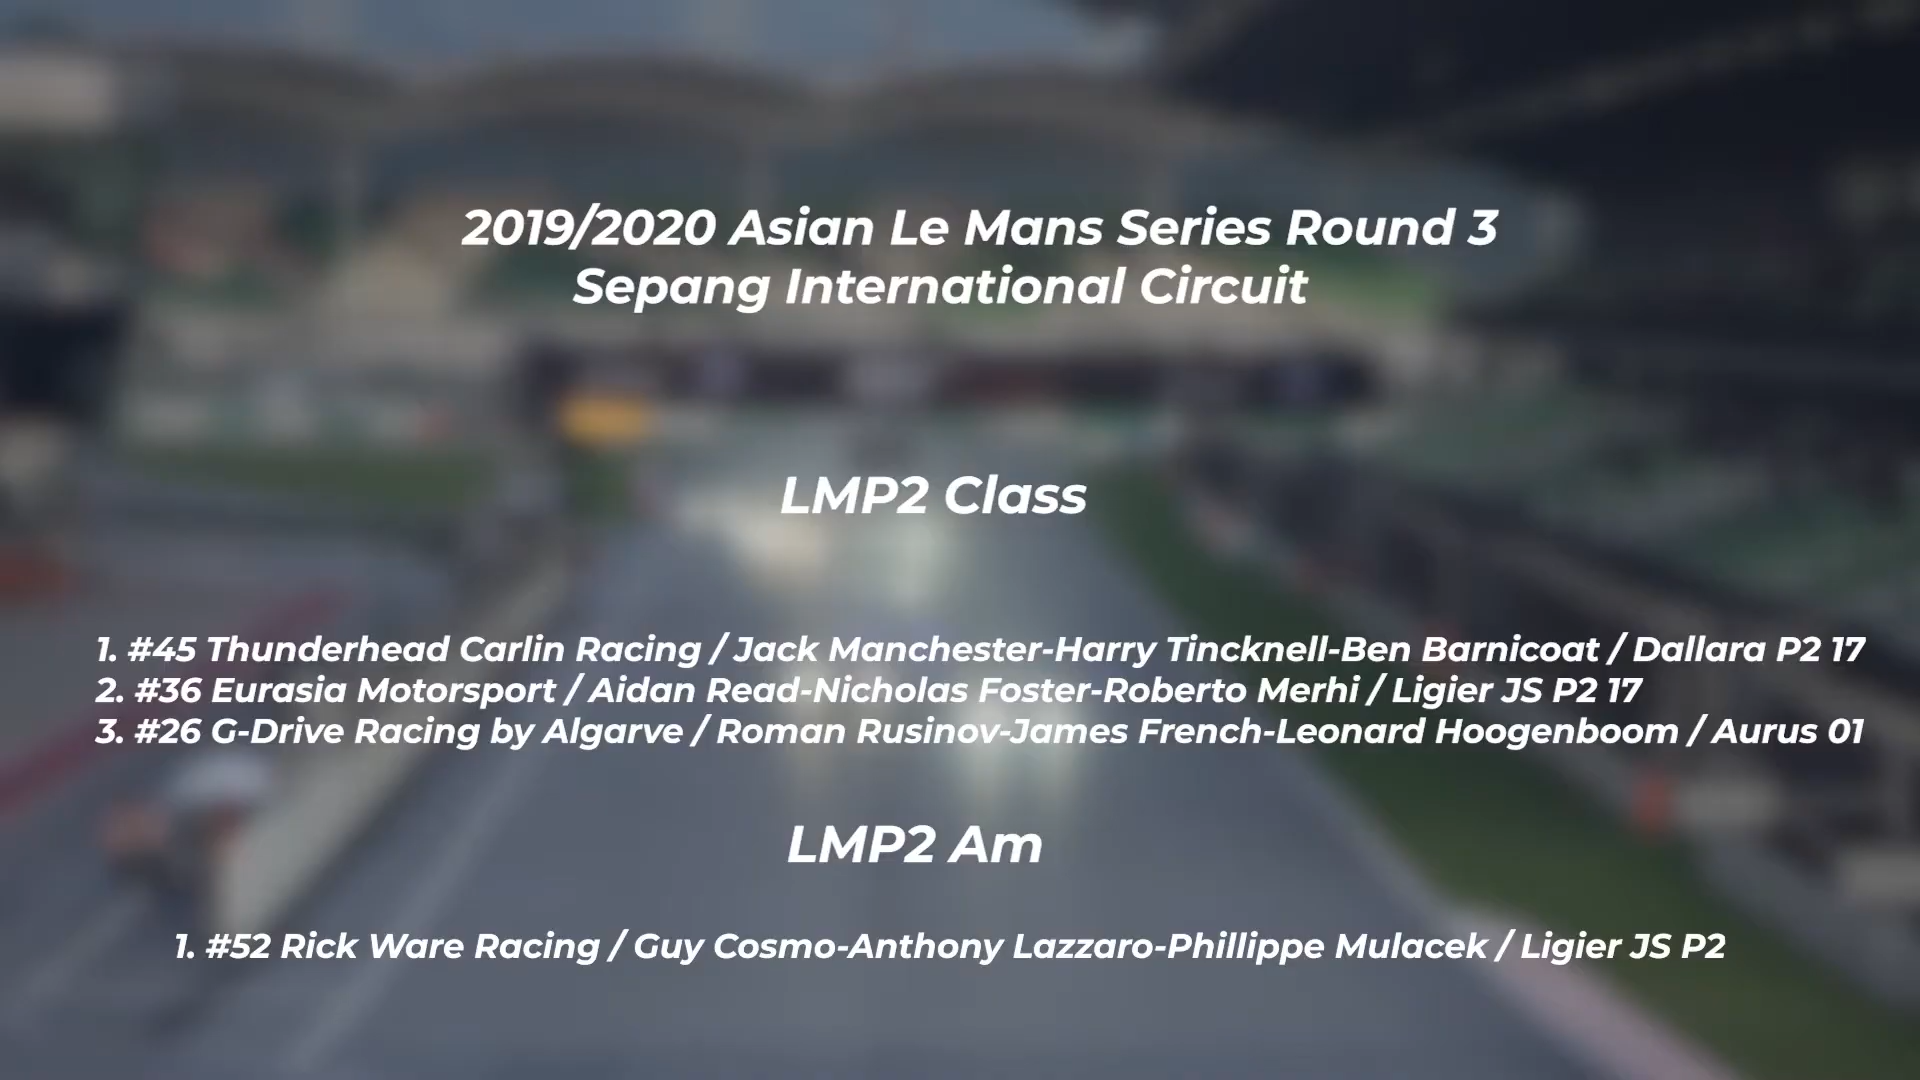 2019/2020 Asian Le Mans Series Round 3
Sepang International Circuit
LMP2 Class
1. #45 Thunderhead Carlin Racing / Jack Manchester-Harry Tincknell-Ben Barnicoat / Dallara P2 17
2. #36 Eurasia Motorsport / Aidan Read-Nicholas Foster-Roberto Merhi / Ligier JS P2 17
3. #26 G-Drive Racing by Algarve / Roman Rusinov-James French-Leonard Hoogenboom / Aurus 01
LMP2 Am
1. #52 Rick Ware Racing / Guy Cosmo-Anthony Lazzaro-Phillippe Mulacek / Ligier JS P2